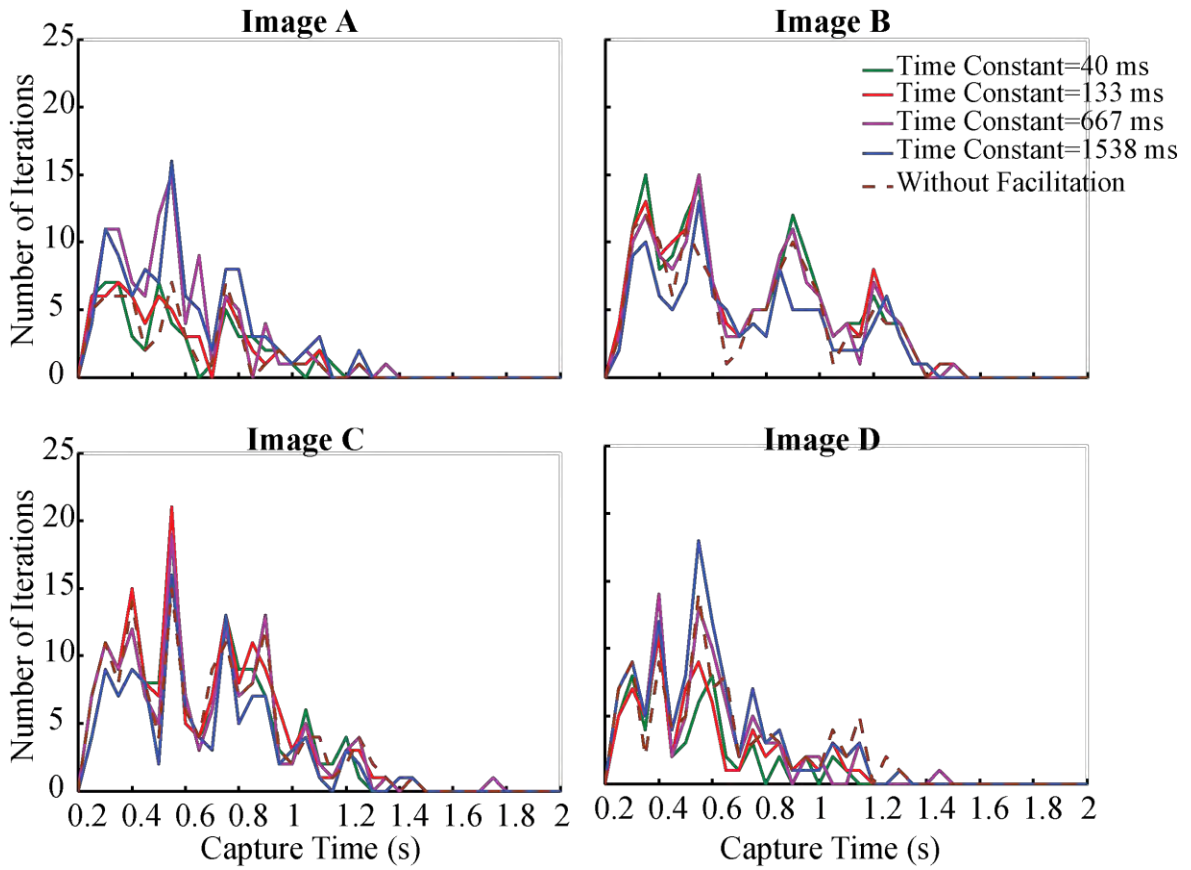 Image A
Image B
25
20
15
10
5
0
Number of Iterions
Time Constant=40 ms
Time Constant=133 ms
Time Constant=667 ms
Time Constant=1538 ms
Without Facilitation
Image C
Image D
25
20
15
10
5
0
Number of Iterions
0.2 0.4 0.6 0.8 1 1.2 1.4 1.6 1.8 2
Capture Time (s)
0.2 0.4 0.6 0.8 1 1.2 1.4 1.6 1.8 2
Capture Time (s)